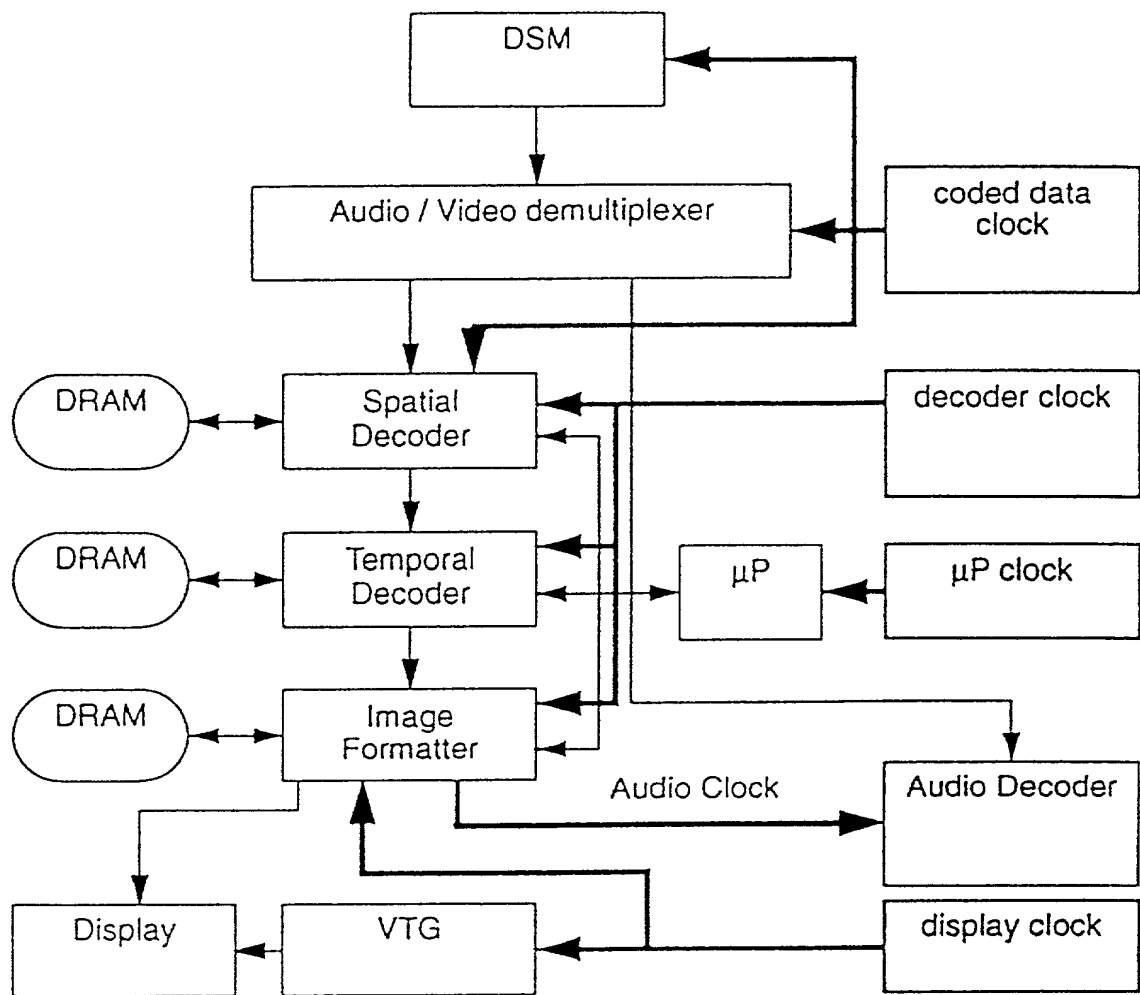 DSM
Audio / Video demultiplexer
coded data
clock
DRAM
Spatial
Decoder
decoder clock
DRAM
Temporal
Decoder
µP
µP clock
DRAM
Image
Formatter
Audio Clock
Audio Decoder
Display
VTG
display clock